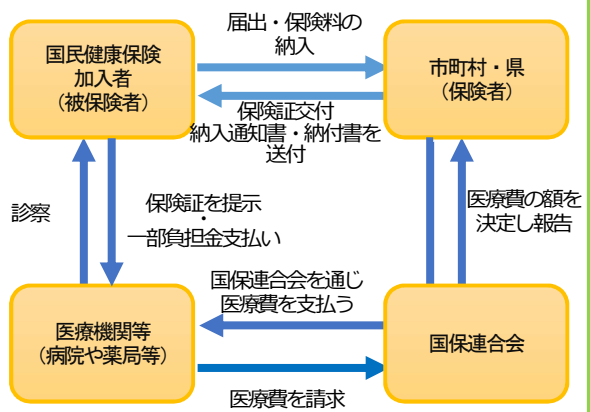 届出・保険料の
納入
国民健康保険
加入者
（被保険者）
市町村・県
（保険者）
保険証交付
納入通知書・納付書を
送付
診察
保険証を提示
・
一部負担金支払い
医療費の額を
決定し報告
国保連合会を通じ
医療費を支払う
医療機関等
（病院や薬局等）
国保連合会
医療費を請求